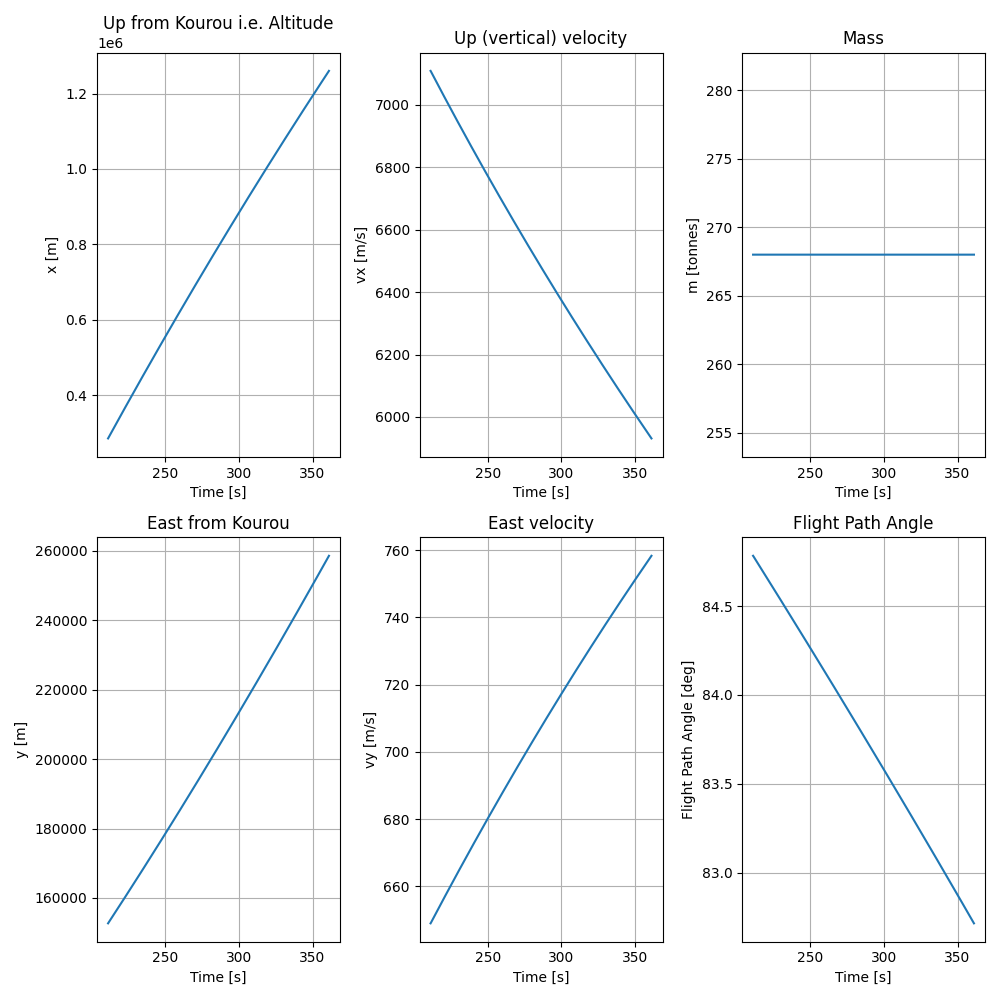 Up from Kourou i.e. Altitude
1e6
1.2
1.0
0.8
0.6
0.4
x [m]
250 300 350
Time [s]
Up (vertical) velocity
7000
6800
6600
6400
6200
6000
vx [m/s]
250 300 350
Time [s]
Mass
280
275
270
265
260
255
m [tonnes]
250 300 350
Time [s]
East from Kourou
260000
240000
220000
200000
180000
160000
y [m]
250 300 350
Time [s]
East velocity
760
740
720
700
680
660
vy [m/s]
250 300 350
Time [s]
Flight Path Angle
84.5
84.0
83.5
83.0
Flight Path Angle [deg]
250 300 350
Time [s]